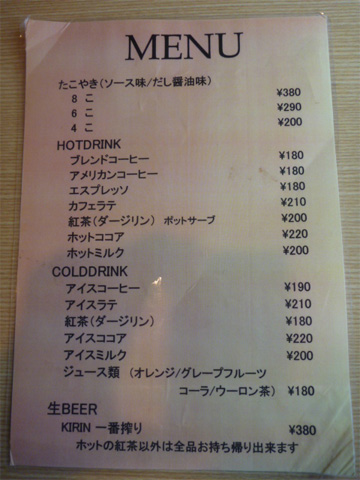 MENU
たこやき(ソース味/だし醤油味)
8 こ ¥380
6 こ ¥290
4 こ ¥200
HOTDRINK
ブレンドコーヒー ¥180
アメリカンコーヒー ¥180
エスプレッソ ¥180
カフェラテ ¥210
紅茶(ダージリン) ポットサーブ ¥200
ホットココア ¥220
ホットミルク ¥200
COLDDRINK
アイスコーヒー ¥190
アイスラテ ¥210
紅茶(ダージリン) ¥180
アイスココア ¥220
アイスミルク ¥200
ジュース類 (オレンジ/グレープフルーツ
コーラ/ウーロン茶) ¥180
生BEER
KIRIN 一番搾り ¥380
ホットの紅茶以外は全品お持ち帰り出来ます